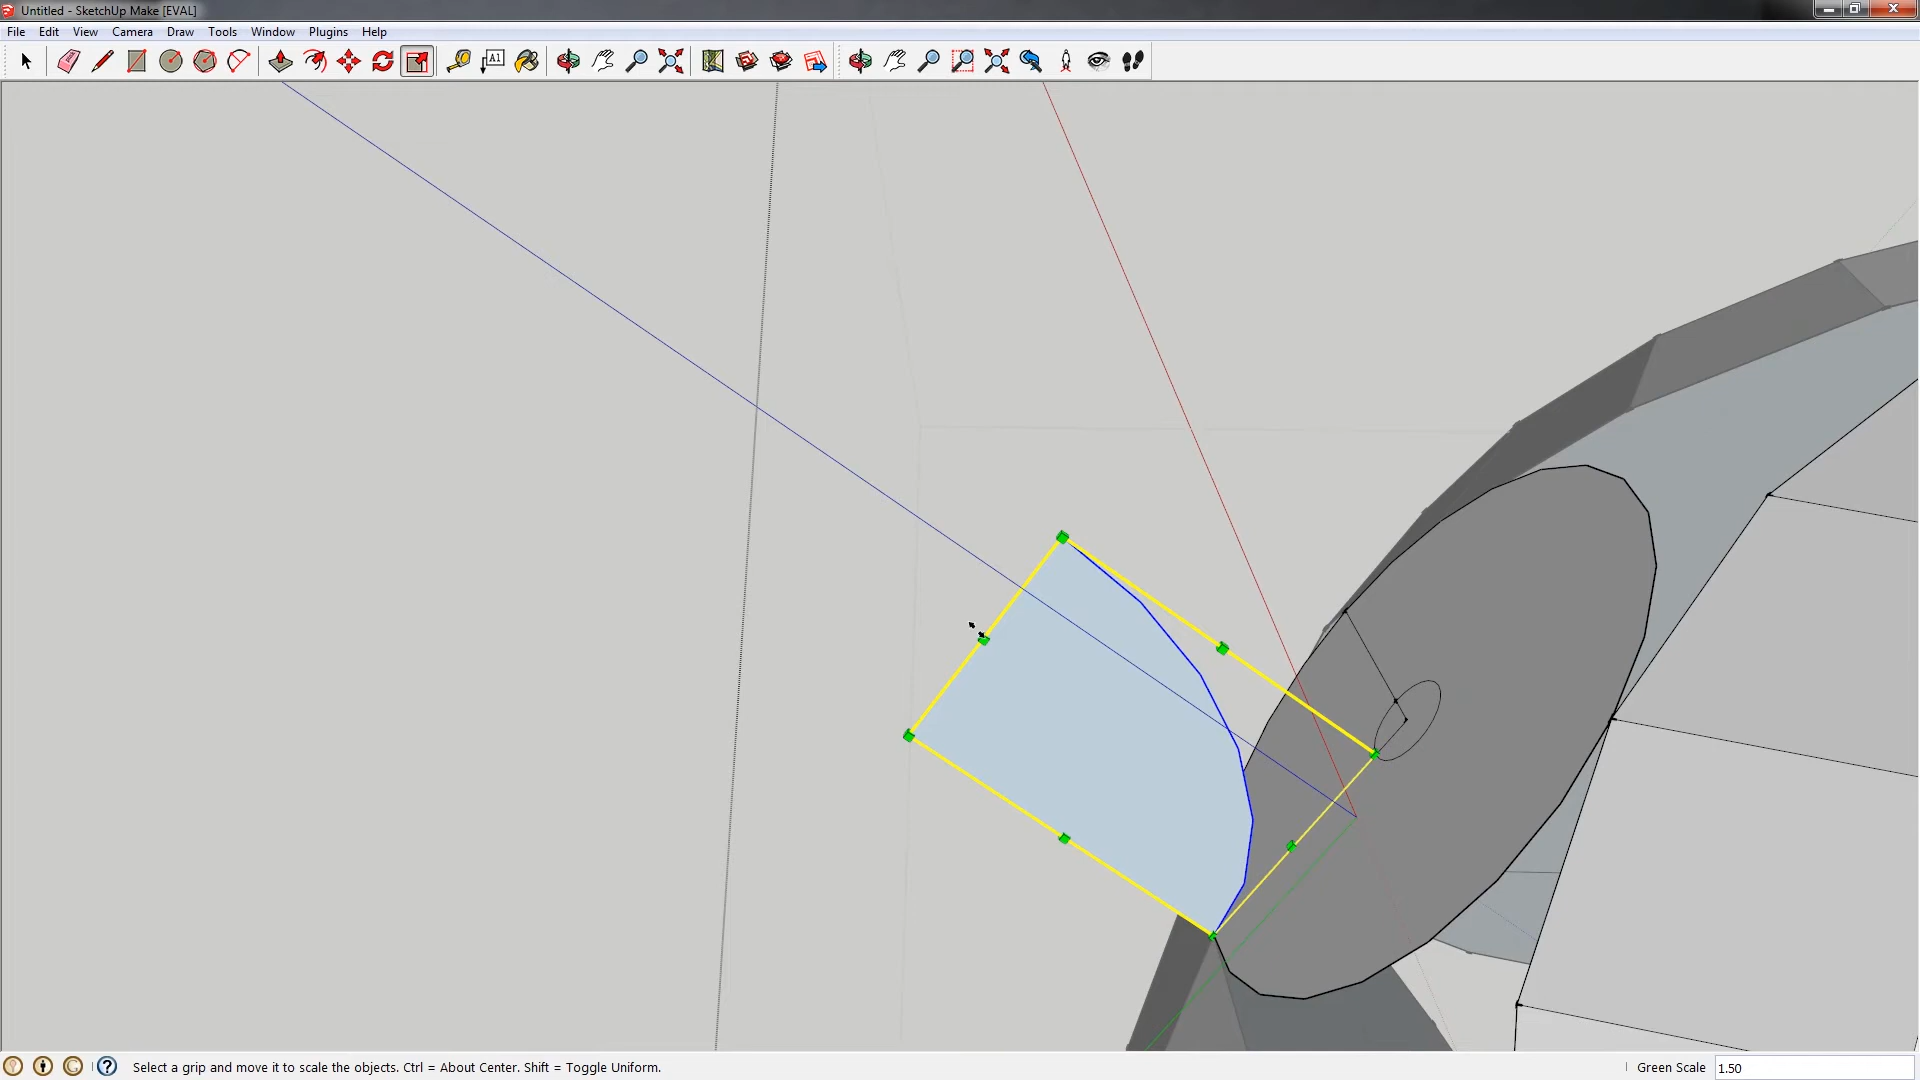 Untitled - SketchUp Make [EVAL]
File Edit View Camera Draw Tools Window Plugins Help
A1
Select a grip and move it to scale the objects. Ctrl = About Center. Shift = Toggle Uniform.
Green Scale 1.50